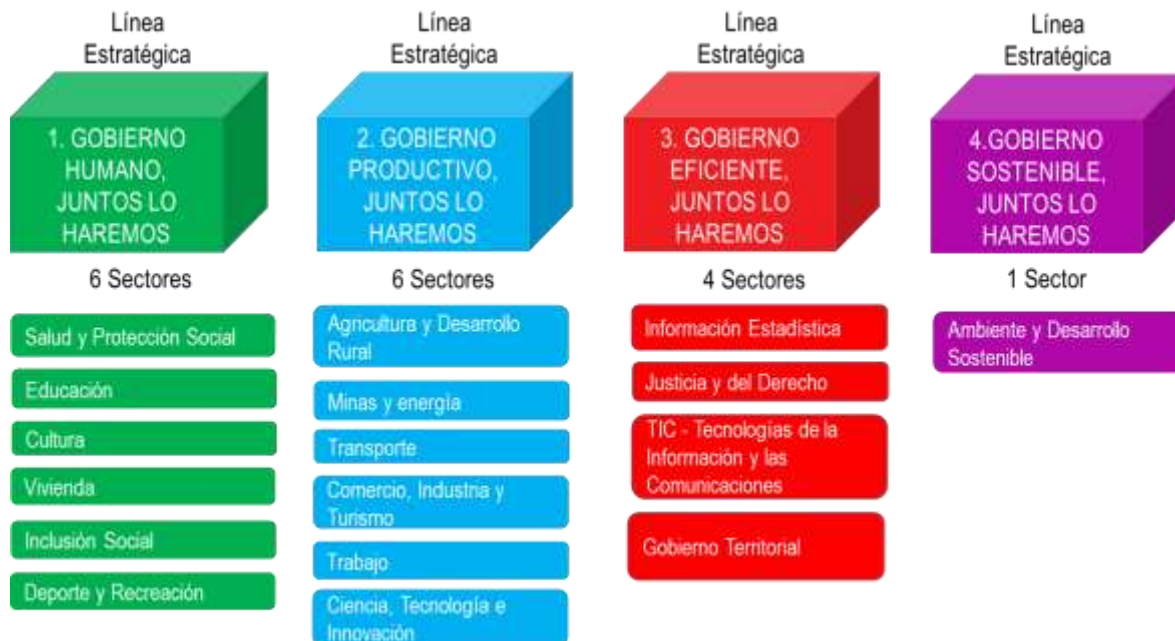 Línea
Estratégica
1. GOBIERNO
HUMANO,
JUNTOS LO
HAREMOS
6 Sectores
Salud y Protección Social
Educación
Cultura
Vivienda
Inclusión Social
Deporte y Recreación
Línea
Estratégica
2. GOBIERNO
PRODUCTIVO,
JUNTOS LO
HAREMOS
6 Sectores
Agricultura y Desarrollo
Rural
Minas y energía
Transporte
Comercio, Industria y
Turismo
Trabajo
Ciencia, Tecnología e
Innovación
Línea
Estratégica
3. GOBIERNO
EFICIENTE,
JUNTOS LO
HAREMOS
4 Sectores
Información Estadística
Justicia y del Derecho
TIC - Tecnologías de la
Información y las
Comunicaciones
Gobierno Territorial
Línea
Estratégica
4.GOBIERNO
SOSTENIBLE,
JUNTOS LO
HAREMOS
1 Sector
Ambiente y Desarrollo
Sostenible